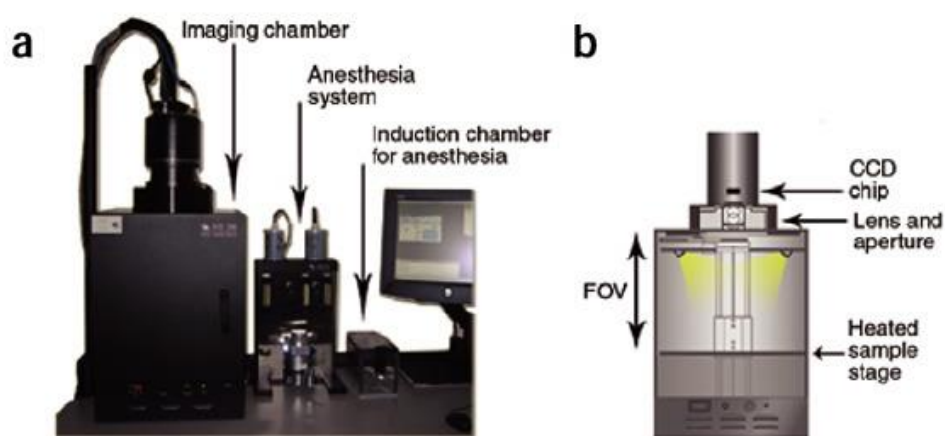 a
Imaging chamber
Anesthesia
system
Induction chamber
for anesthesia
b
CCD
chip
Lens and
aperture
FOV
Heated
sample
stage